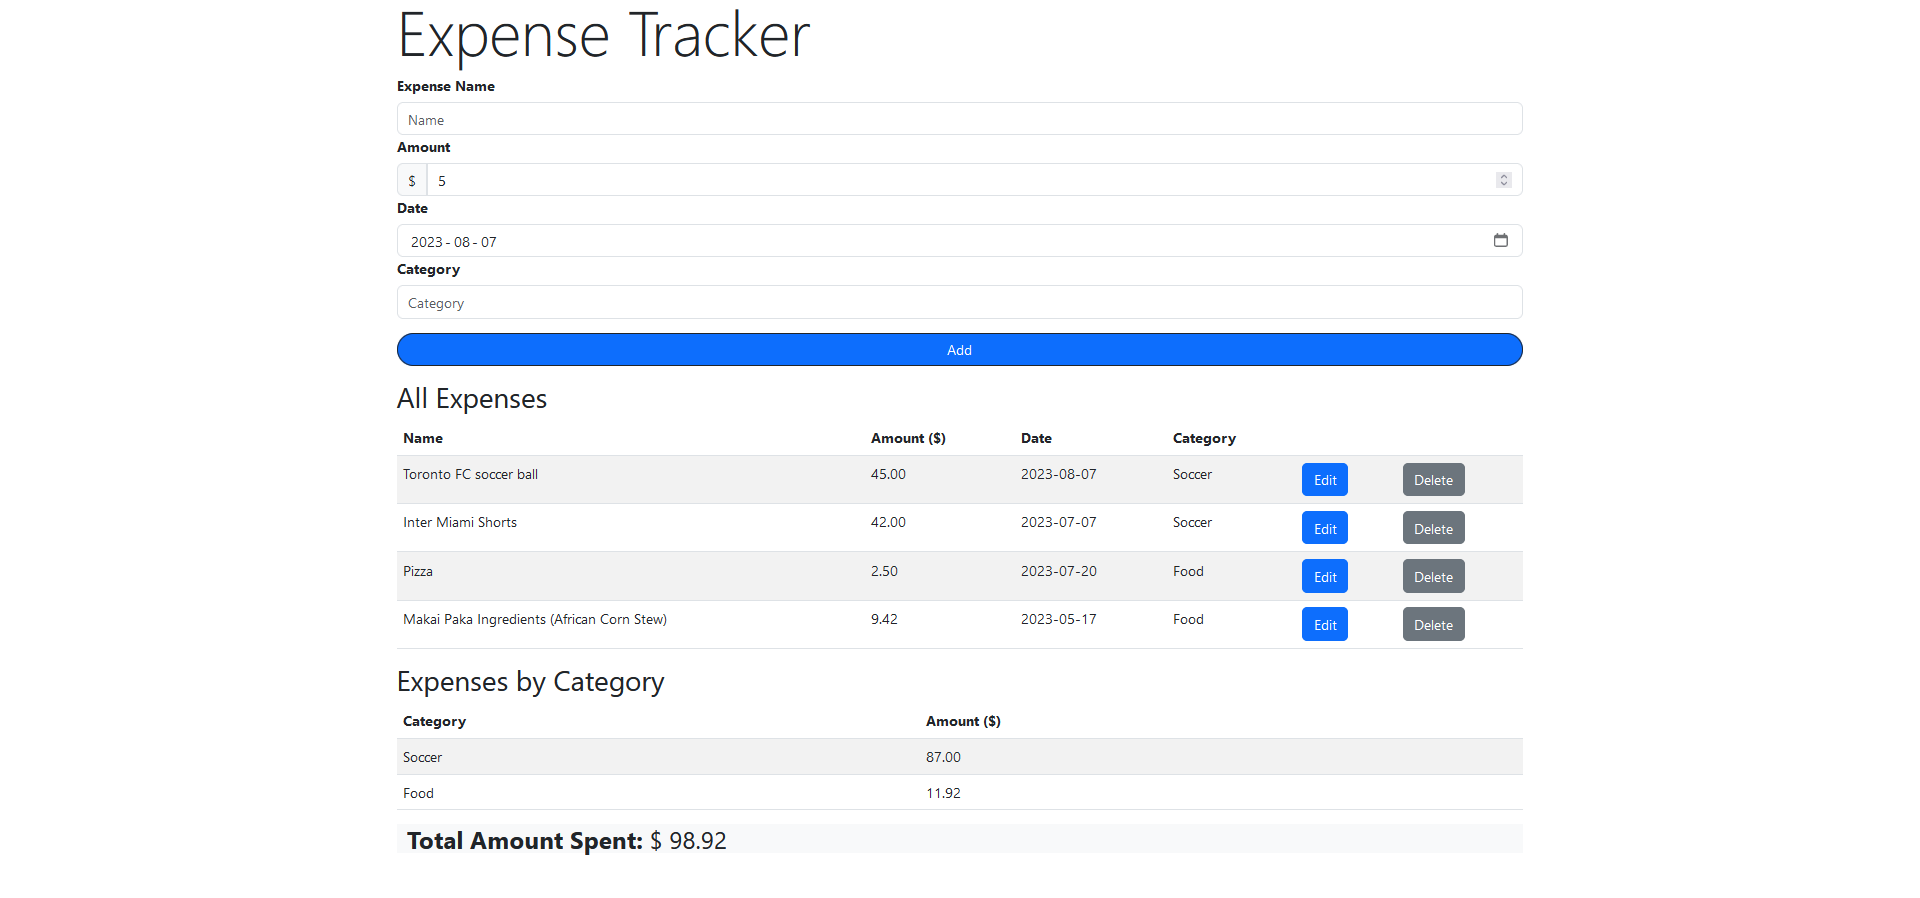 Expense Tracker
Expense Name
Name
Amount
$ 5
Date
2023-08-07
Category
Category
Add
All Expenses
Name Amount ($) Date Category
Toronto FC soccer ball 45.00 2023-08-07 Soccer Edit Delete
Inter Miami Shorts 42.00 2023-07-07 Soccer Edit Delete
Pizza 2.50 2023-07-20 Food Edit Delete
Makai Paka Ingredients (African Corn Stew) 9.42 2023-05-17 Food Edit Delete
Expenses by Category
Category Amount ($)
Soccer 87.00
Food 11.92
Total Amount Spent: $ 98.92